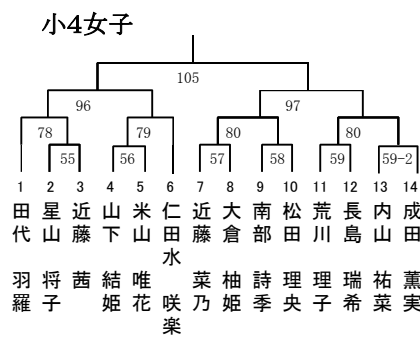 小4女子
105
96
97
78
79
80
80
55
56
57
58
59
59-2
1 2 3 4 5 6 7 8 9 10 11 12 13 14
田代 羽羅
星山 将子
近藤 茜
山下 結姫
米山 唯花
仁田水 咲楽
近藤 菜乃
大倉 柚姫
南部 詩季
松田 理央
荒川 理子
長島 瑞希
内山 祐菜
成田 薫実